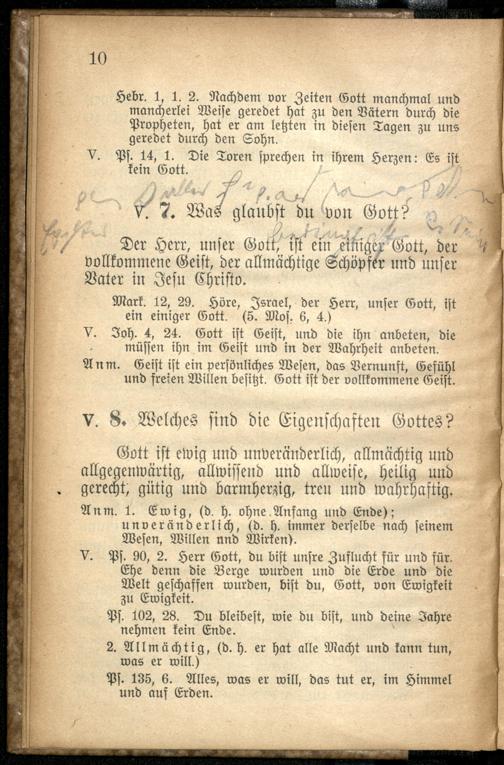 10
Hebr. 1, 1. 2. Nachdem vor Zeiten Gott manchmal und
mancherlei Weise geredet hat zu den Vätern durch die
Propheten, hat er am letzten in diesen Tagen zu uns
geredet durch den Sohn.
V. Ps. 14, 1. Die Toren sprechen in ihrem Herzen: Es ist
kein Gott.
V. 7. Was glaubst du von Gott?
Der Herr, unser Gott, ist ein einiger Gott, der
vollkommene Geist, der allmächtige Schöpfer und unser
Vater in Jesu Christo.
Mark. 12, 29. Höre, Israel, der Herr, unser Gott, ist
ein einiger Gott. (5. Mos. 6, 4.)
V. Joh. 4, 24. Gott ist Geist, und die ihn anbeten, die
müssen ihn im Geist und in der Wahrheit anbeten.
Anm. Geist ist ein persönliches Wesen, das Vernunft, Gefühl
und freien Willen besitzt. Gott ist der vollkommene Geist.
V. 8. Welches sind die Eigenschaften Gottes?
Gott ist ewig und unveränderlich, allmächtig und
allgegenwärtig, allwissend und allweise, heilig und
gerecht, gütig und barmherzig, treu und wahrhaftig.
Anm. 1. Ewig, (d. h. ohne Anfang und Ende);
unveränderlich, (d. h. immer derselbe nach seinem
Wesen, Willen und Wirken).
V. Ps. 90, 2. Herr Gott, du bist unsre Zuflucht für und für.
Ehe denn die Berge wurden und die Erde und die
Welt geschaffen wurden, bist du, Gott, von Ewigkeit
zu Ewigkeit.
Ps. 102, 28. Du bleibest, wie du bist, und deine Jahre
nehmen kein Ende.
2. Allmächtig, (d. h. er hat alle Macht und kann tun,
was er will.)
Ps. 135, 6. Alles, was er will, das tut er, im Himmel
und auf Erden.